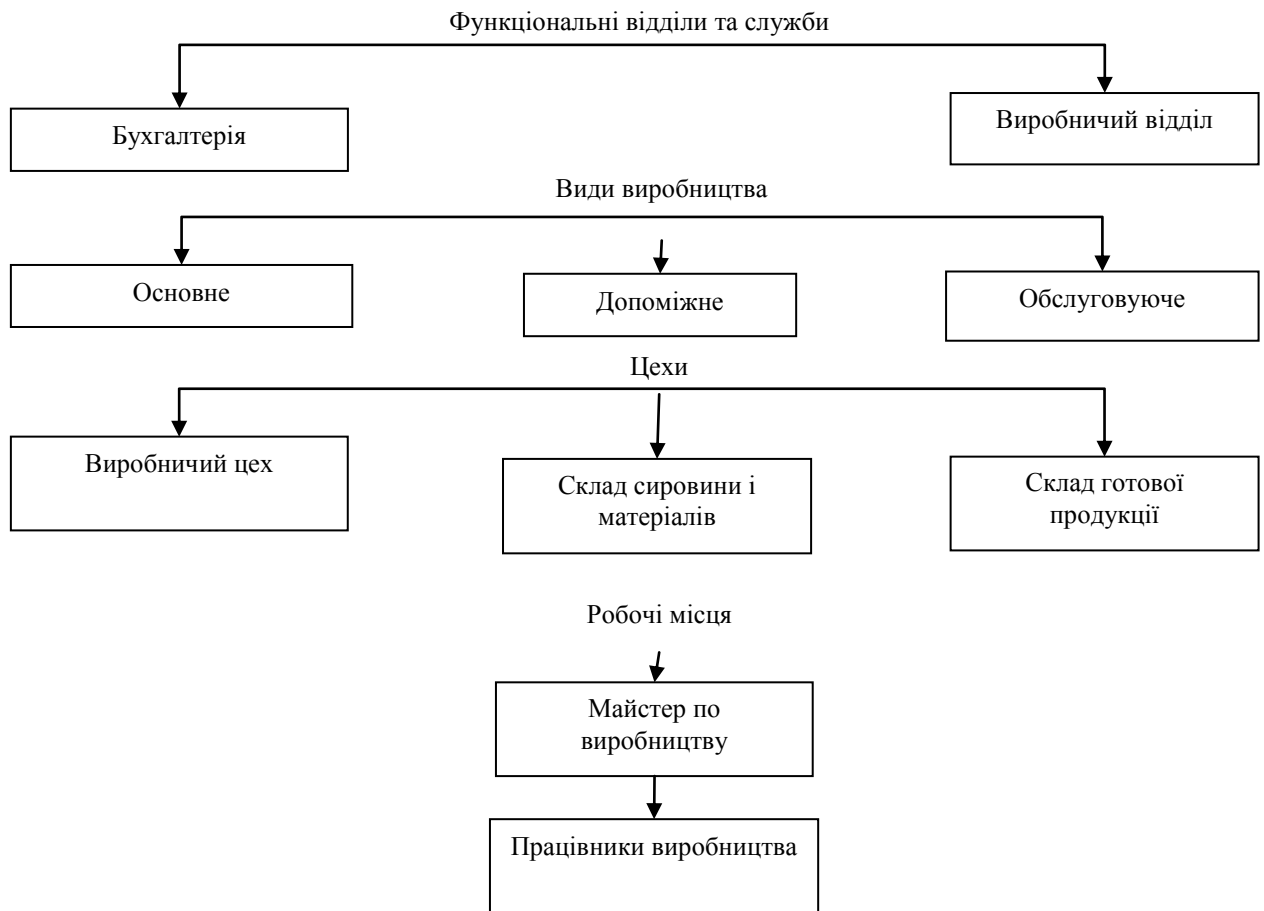 Функціональні відділи та служби
Бухгалтерія
Виробничий відділ
Види виробництва
Основне
Допоміжне
Обслуговуюче
Цехи
Виробничий цех
Склад сировини і
матеріалів
Склад готової
продукції
Робочі місця
Майстер по
виробництву
Працівники виробництва